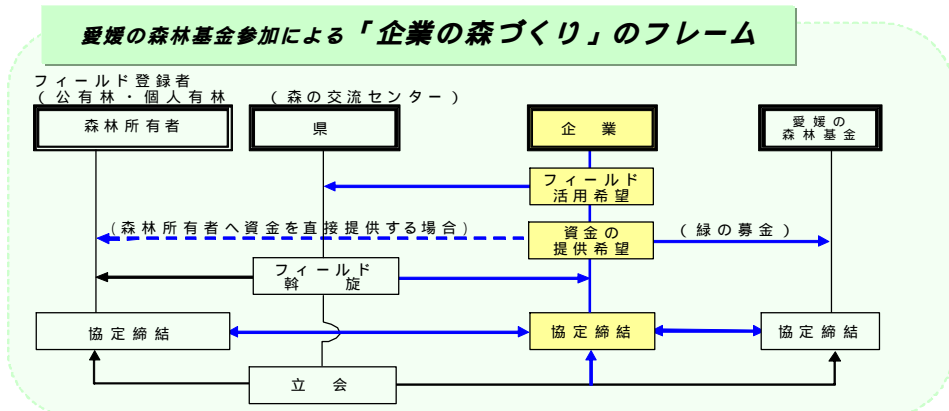 愛媛の森林基金参加による「企業の森づくり」のフレーム
フィールド登録者
(公有林・個人有林
(森の交流センター)
森林所有者
県
企 業
愛媛の
森林基金
フィールド
活用希望
(森林所有者へ資金を直接提供する場合)
資金の
提供希望
(緑の募金)
フィールド
斡 旋
協定締結
協定締結
協定締結
立 会